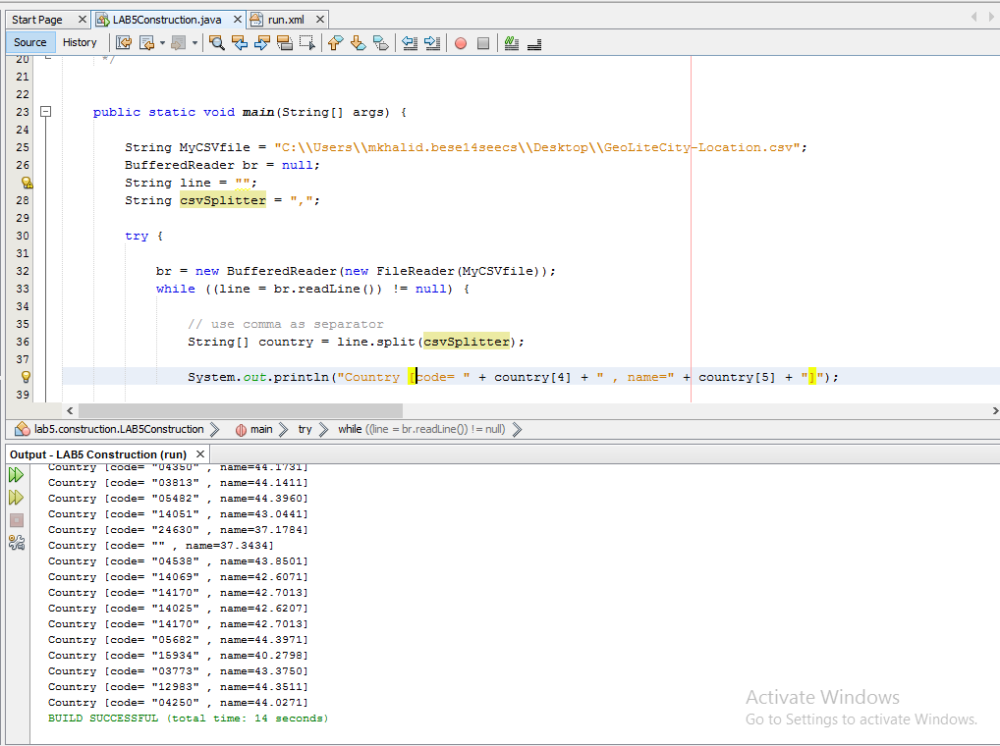 Start Page LAB5Construction.java run.xml
Source History
20 */
21
22
23 public static void main(String[] args) {
24
25 String MyCSVfile = "C:\\Users\\mkhalid.bese14seecs\\Desktop\\GeoLiteCity-Location.csv";
26 BufferedReader br = null;
String line = "";
28 String csvSplitter = ",";
29
30 try {
31
32 br = new BufferedReader(new FileReader(MyCSVfile));
33 while ((line = br.readLine()) != null) {
34
35 // use comma as separator
36 String[] country = line.split(csvSplitter);
37
System.out.println("Country [code= " + country[4] + " , name=" + country[5] + "]");
39
lab5.construction.LAB5Construction main try while ((line = br.readLine()) != null)
Output - LAB5 Construction (run)
Country [code= "04350" , name=44.1731]
Country [code= "03813" , name=44.1411]
Country [code= "05482" , name=44.3960]
Country [code= "14051" , name=43.0441]
Country [code= "24630" , name=37.1784]
Country [code= "" , name=37.3434]
Country [code= "04538" , name=43.8501]
Country [code= "14069" , name=42.6071]
Country [code= "14170" , name=42.7013]
Country [code= "14025" , name=42.6207]
Country [code= "14170" , name=42.7013]
Country [code= "05682" , name=44.3971]
Country [code= "15934" , name=40.2798]
Country [code= "03773" , name=43.3750]
Country [code= "12983" , name=44.3511]
Country [code= "04250" , name=44.0271]
BUILD SUCCESSFUL (total time: 14 seconds)
Activate Windows
Go to Settings to activate Windows.